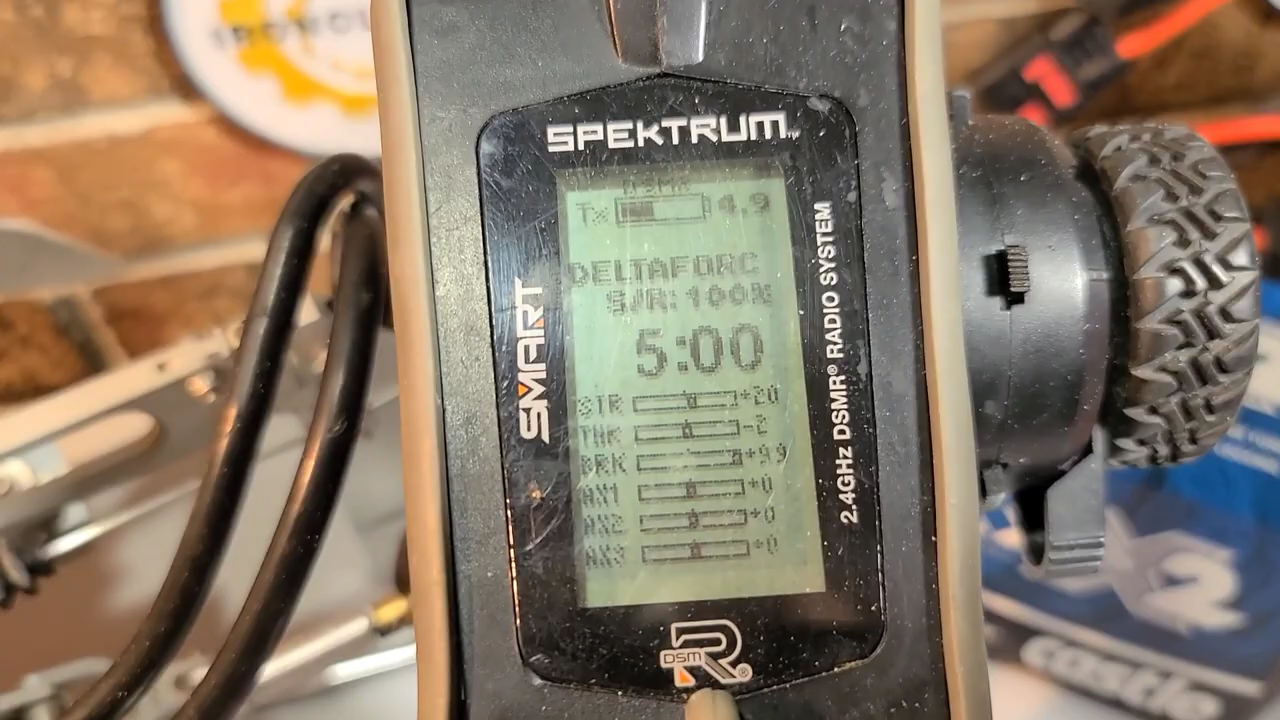 SPEKTRUM
DSMR
Tx 4.9
DELTAFORC
SJR:100%
5:00
STR +20
THR -2
BRK +99
AX1 +0
AX2 +0
AX3 +0
SMART
2.4GHz DSMR® RADIO SYSTEM
DSM R®
castle